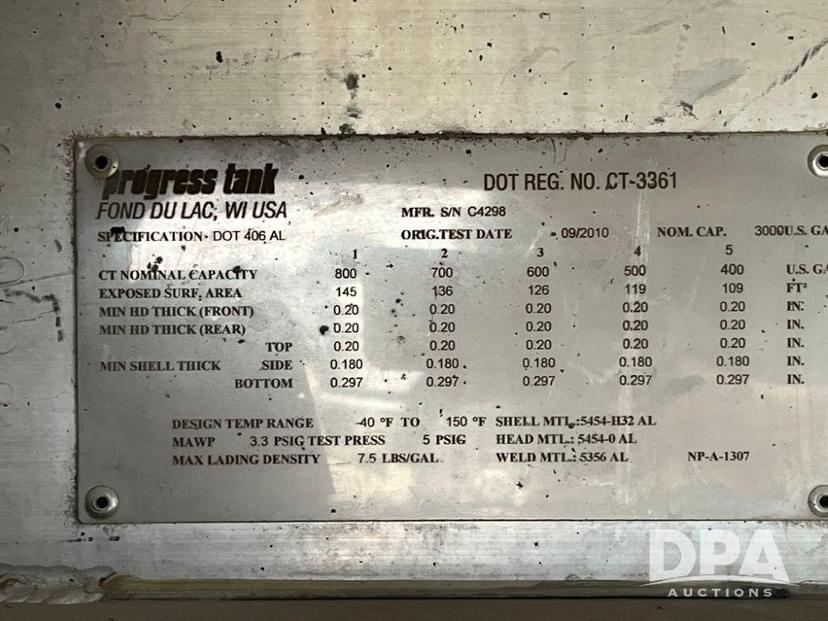 progress tank
FOND DU LAC, WI USA
DOT REG. NO. CT-3361
MFR. S/N C4298
SPECIFICATION DOT 406 AL ORIG.TEST DATE 09/2010 NOM. CAP. 3000U.S. GA
1 2 3 4 5
CT NOMINAL CAPACITY 800 700 600 500 400 U.S. GA
EXPOSED SURF. AREA 145 136 126 119 109 FT²
MIN HD THICK (FRONT) 0.20 0.20 0.20 0.20 0.20 IN.
MIN HD THICK (REAR) 0.20 0.20 0.20 0.20 0.20 IN.
TOP 0.20 0.20 0.20 0.20 0.20 IN.
MIN SHELL THICK SIDE 0.180 0.180 0.180 0.180 0.180 IN.
BOTTOM 0.297 0.297 0.297 0.297 0.297 IN.
DESIGN TEMP RANGE -40 °F TO 150 °F SHELL MTL.:5454-H32 AL
MAWP 3.3 PSIG TEST PRESS 5 PSIG HEAD MTL.: 5454-0 AL
MAX LADING DENSITY 7.5 LBS/GAL WELD MTL.: 5356 AL NP-A-1307
DPA
AUCTIONS